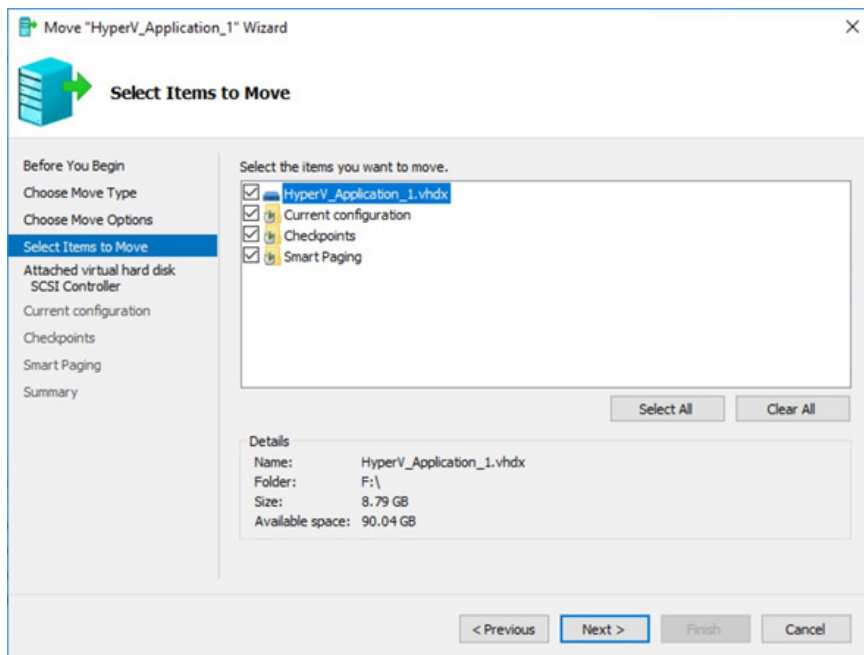 Move "HyperV_Application_1" Wizard
Select Items to Move
Before You Begin
Choose Move Type
Choose Move Options
Select Items to Move
Attached virtual hard disk
SCSI Controller
Current configuration
Checkpoints
Smart Paging
Summary
Select the items you want to move.
HyperV_Application_1.vhdx
Current configuration
Checkpoints
Smart Paging
Select All Clear All
Details
Name: HyperV_Application_1.vhdx
Folder: F:\
Size: 8.79 GB
Available space: 90.04 GB
< Previous Next > Finish Cancel